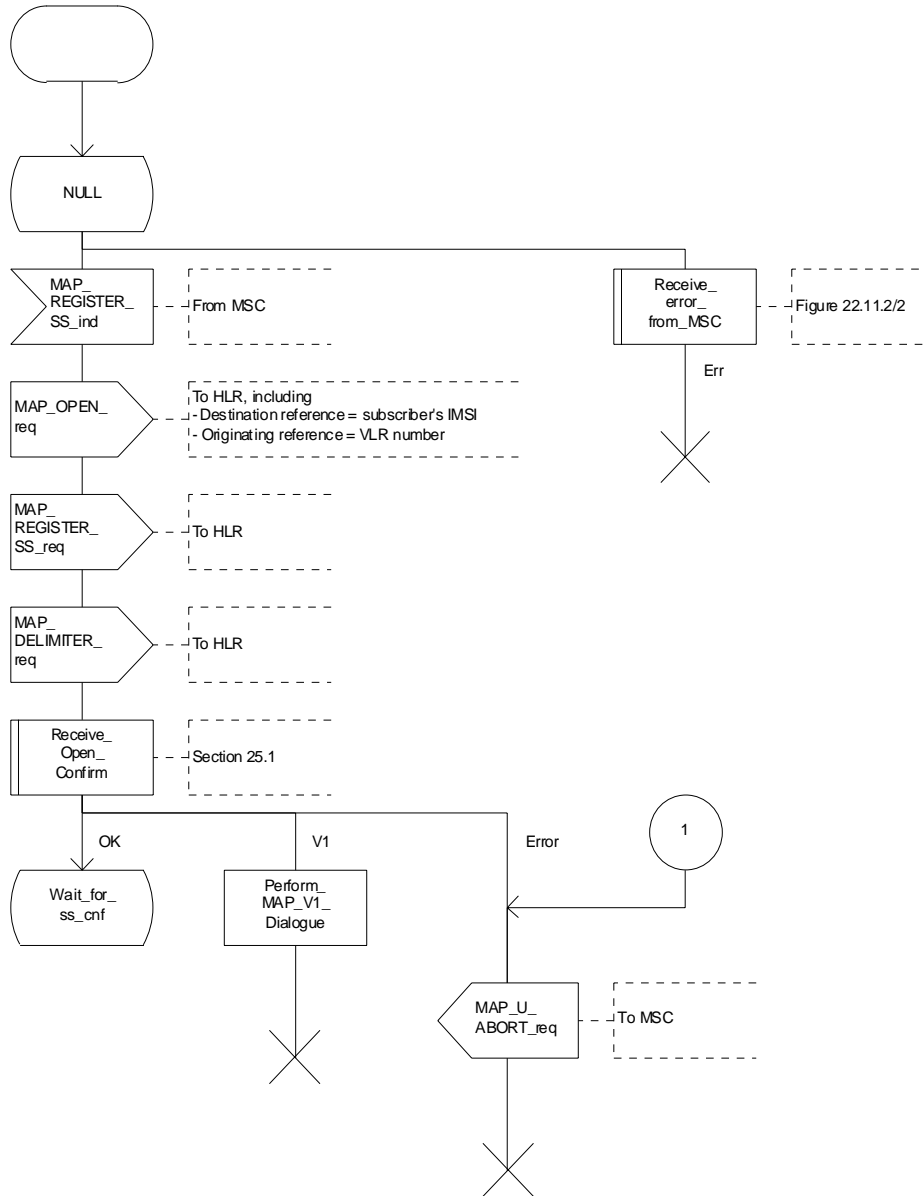 NULL
MAP_
REGISTER_
SS_ind
From MSC
Receive_
error_
from_MSC
Figure 22.11.2/2
Err
MAP_OPEN_
req
To HLR, including
- Destination reference = subscriber's IMSI
- Originating reference = VLR number
MAP_
REGISTER_
SS_req
To HLR
MAP_
DELIMITER_
req
To HLR
Receive_
Open_
Confirm
Section 25.1
OK
V1
Error
1
Wait_for_
ss_cnf
Perform_
MAP_V1_
Dialogue
MAP_U_
ABORT_req
To MSC